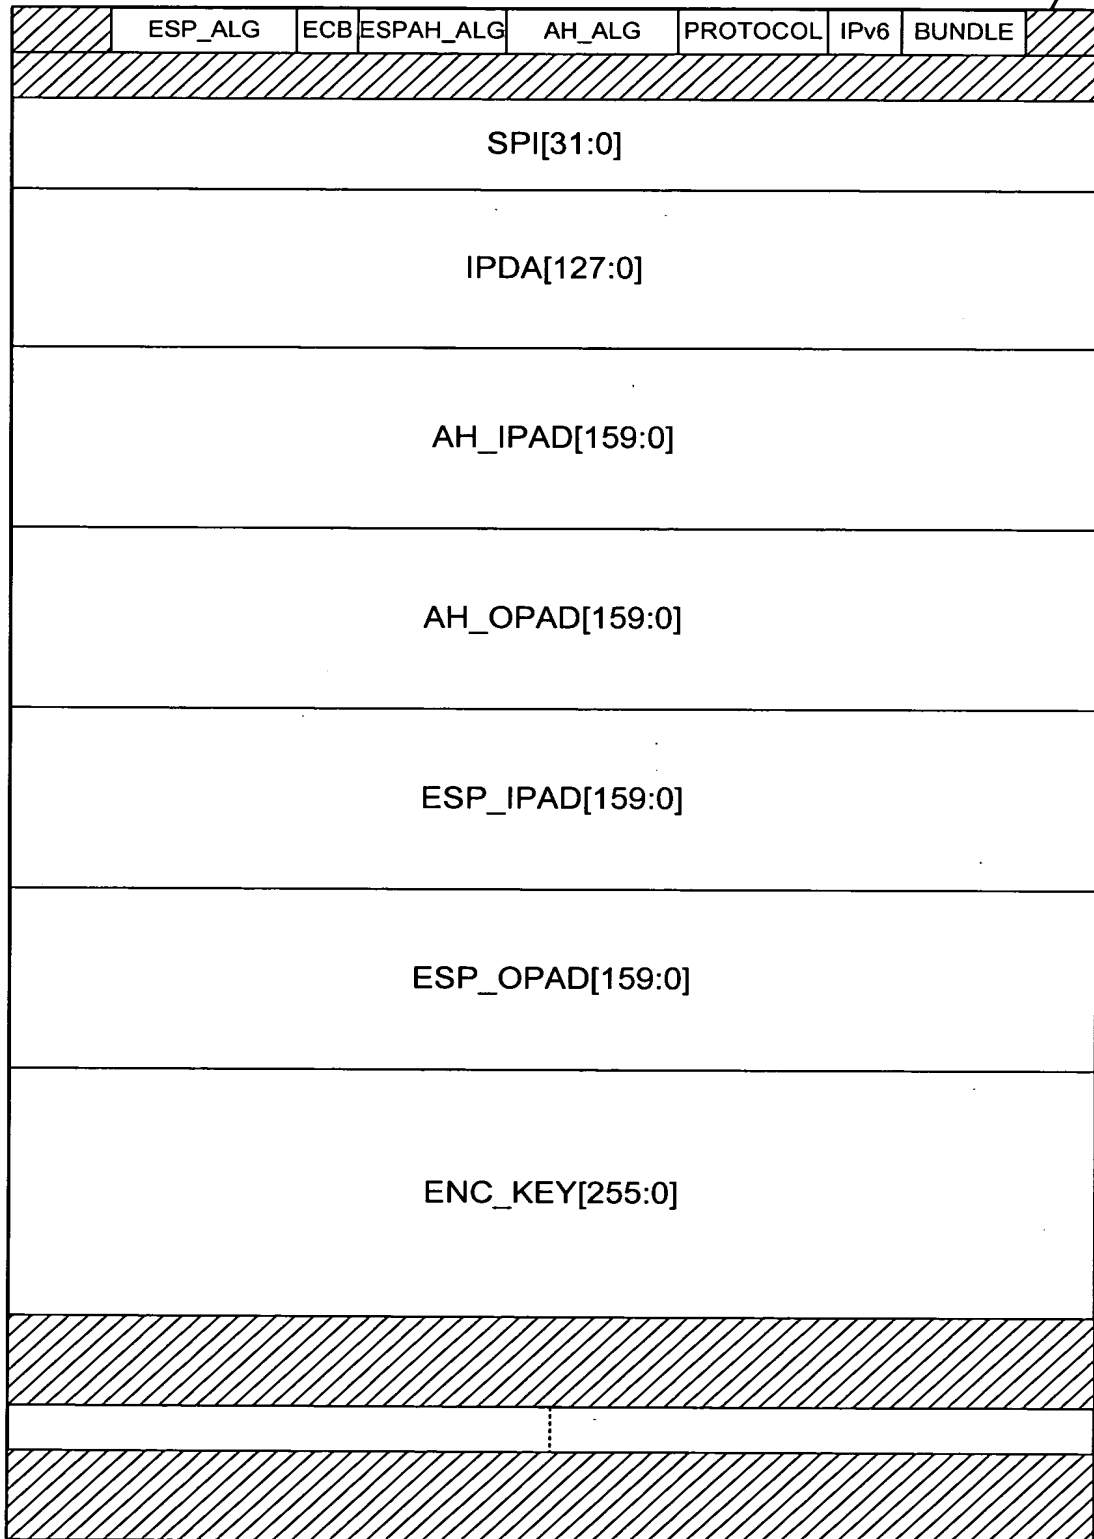 ESP_ALG ECB ESPAH_ALG AH_ALG PROTOCOL IPv6 BUNDLE
SPI[31:0]
IPDA[127:0]
AH_IPAD[159:0]
AH_OPAD[159:0]
ESP_IPAD[159:0]
ESP_OPAD[159:0]
ENC_KEY[255:0]